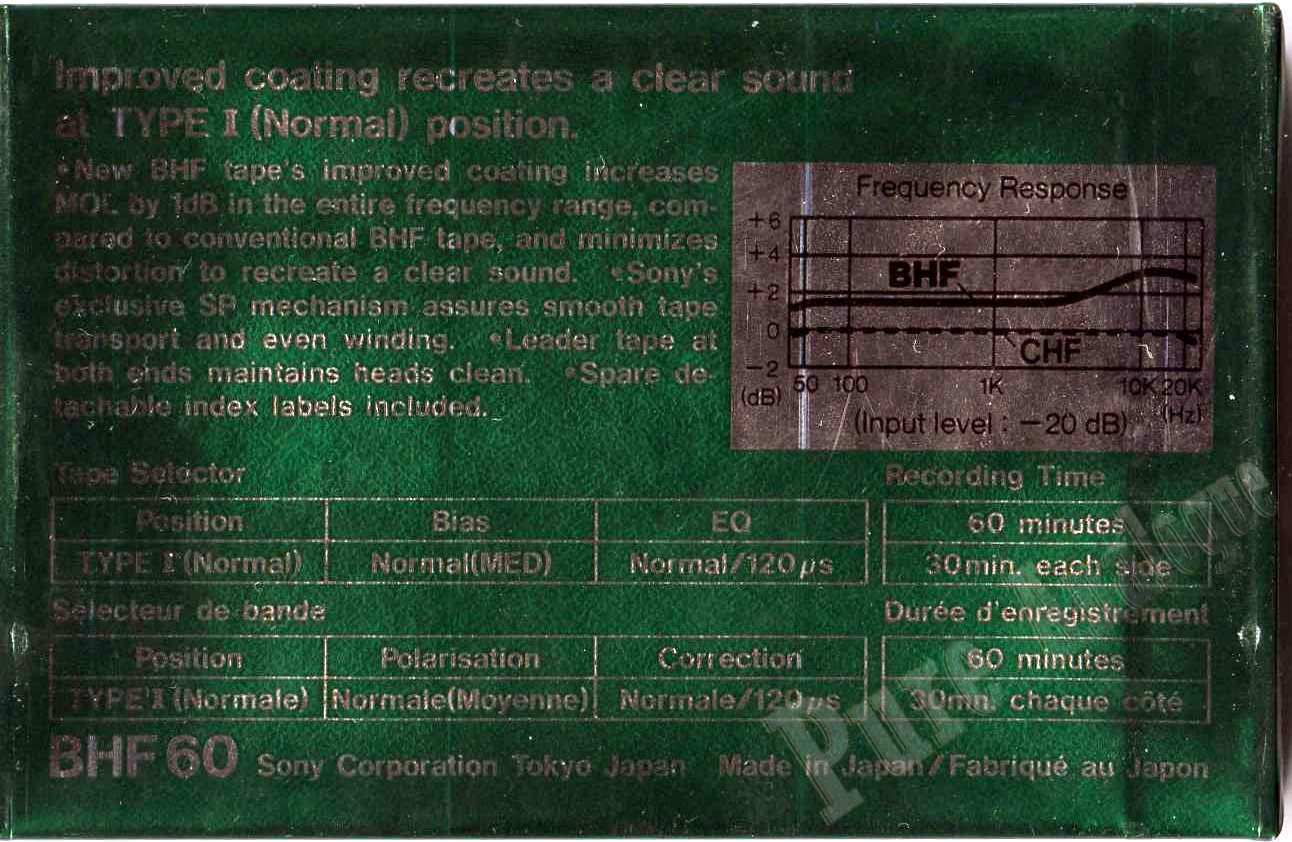 Improved coating recreates a clear sound
at TYPE I (Normal) position.
•New BHF tape's improved coating increases
MOL by 1dB in the entire frequency range, com-
pared to conventional BHF tape, and minimizes
distortion to recreate a clear sound. •Sony's
exclusive SP mechanism assures smooth tape
transport and even winding. •Leader tape at
both ends maintains heads clean. •Spare de-
tachable index labels included.
Frequency Response
+6
+4
+2
0
-2
(dB)
BHF
CHF
50 100 1K 10K 20K
(Hz)
(Input level : -20 dB)
Tape Selector
Position Bias EQ
TYPE I (Normal) Normal(MED) Normal/120μs
Recording Time
60 minutes
30min. each side
Sélecteur de bande
Position Polarisation Correction
TYPE I (Normale) Normale(Moyenne) Normale/120μs
Durée d'enregistrement
60 minutes
30mn. chaque côté
BHF 60 Sony Corporation Tokyo Japan Made in Japan/Fabriqué au Japon
Pure Analogue